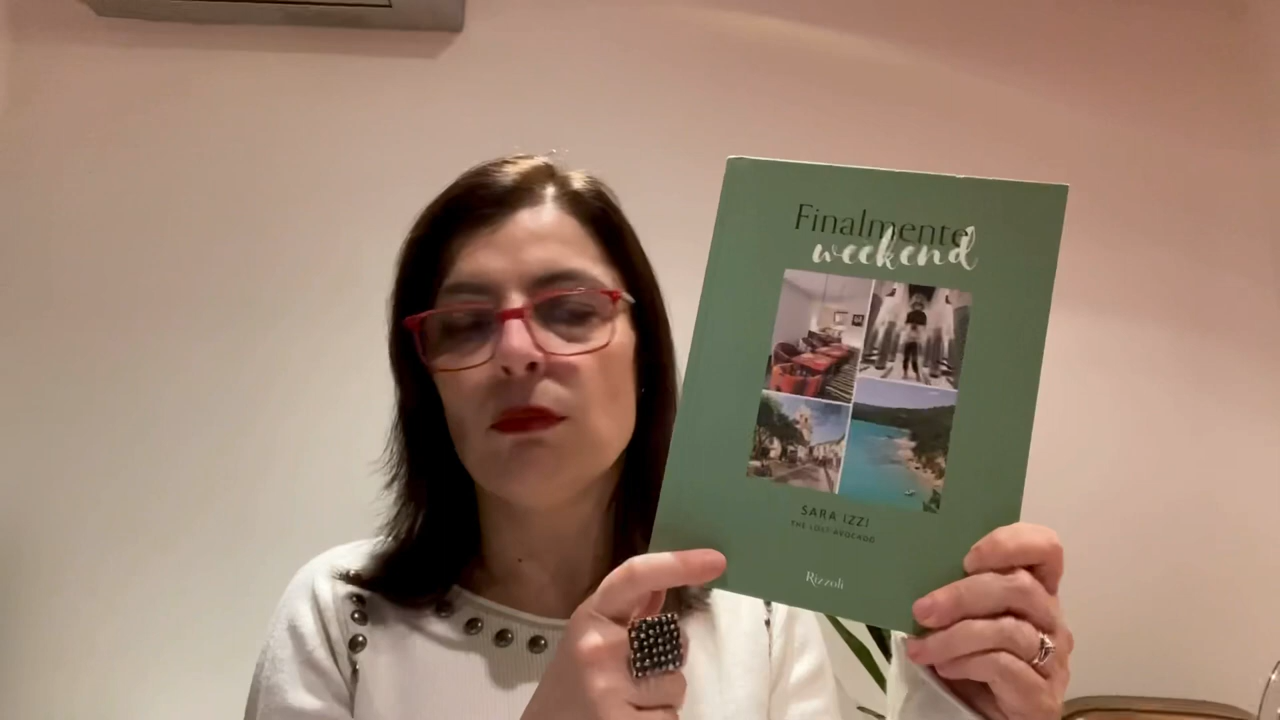 Finalmente
weekend
SARA IZZI
THE LOST AVOCADO
Rizzoli